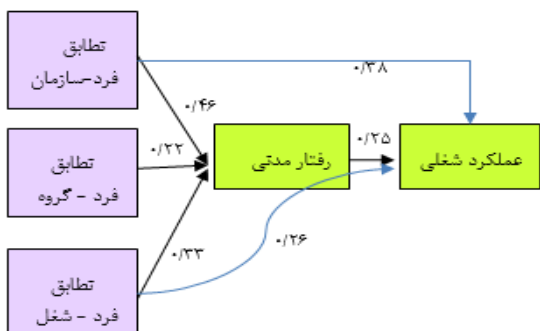 تطابق
فرد-سازمان
۰/۳۸
۰/۴۶
تطابق
فرد - گروه
۰/۲۲
رفتار مدتی
۰/۲۵
عملکرد شغلی
۰/۳۳
۰/۲۶
تطابق
فرد - شغل